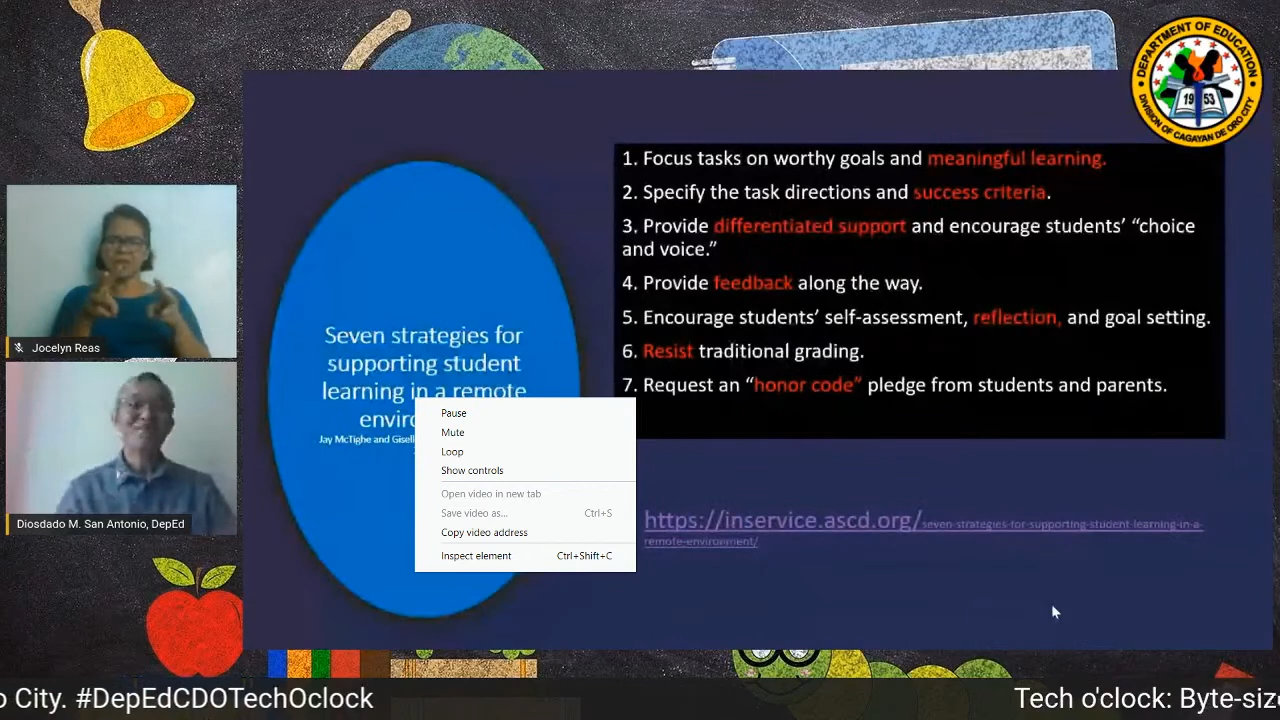 DEPARTMENT OF EDUCATION
19 53
DIVISION OF CAGAYAN DE ORO CITY
1. Focus tasks on worthy goals and meaningful learning.
2. Specify the task directions and success criteria.
3. Provide differentiated support and encourage students’ “choice
and voice.”
4. Provide feedback along the way.
5. Encourage students’ self-assessment, reflection, and goal setting.
6. Resist traditional grading.
7. Request an “honor code” pledge from students and parents.
Seven strategies for
supporting student
learning in a remote
Jay McTighe and
Pause
Mute
Loop
Show controls
Open video in new tab
Save video as... Ctrl+S
Copy video address
Inspect element Ctrl+Shift+C
https://inservice.ascd.org/seven-strategies-for-supporting-student-learning-in-a-
remote-environment/
Jocelyn Reas
Diosdado M. San Antonio, DepEd
o City. #DepEdCDOTechOclock
Tech o'clock: Byte-siz